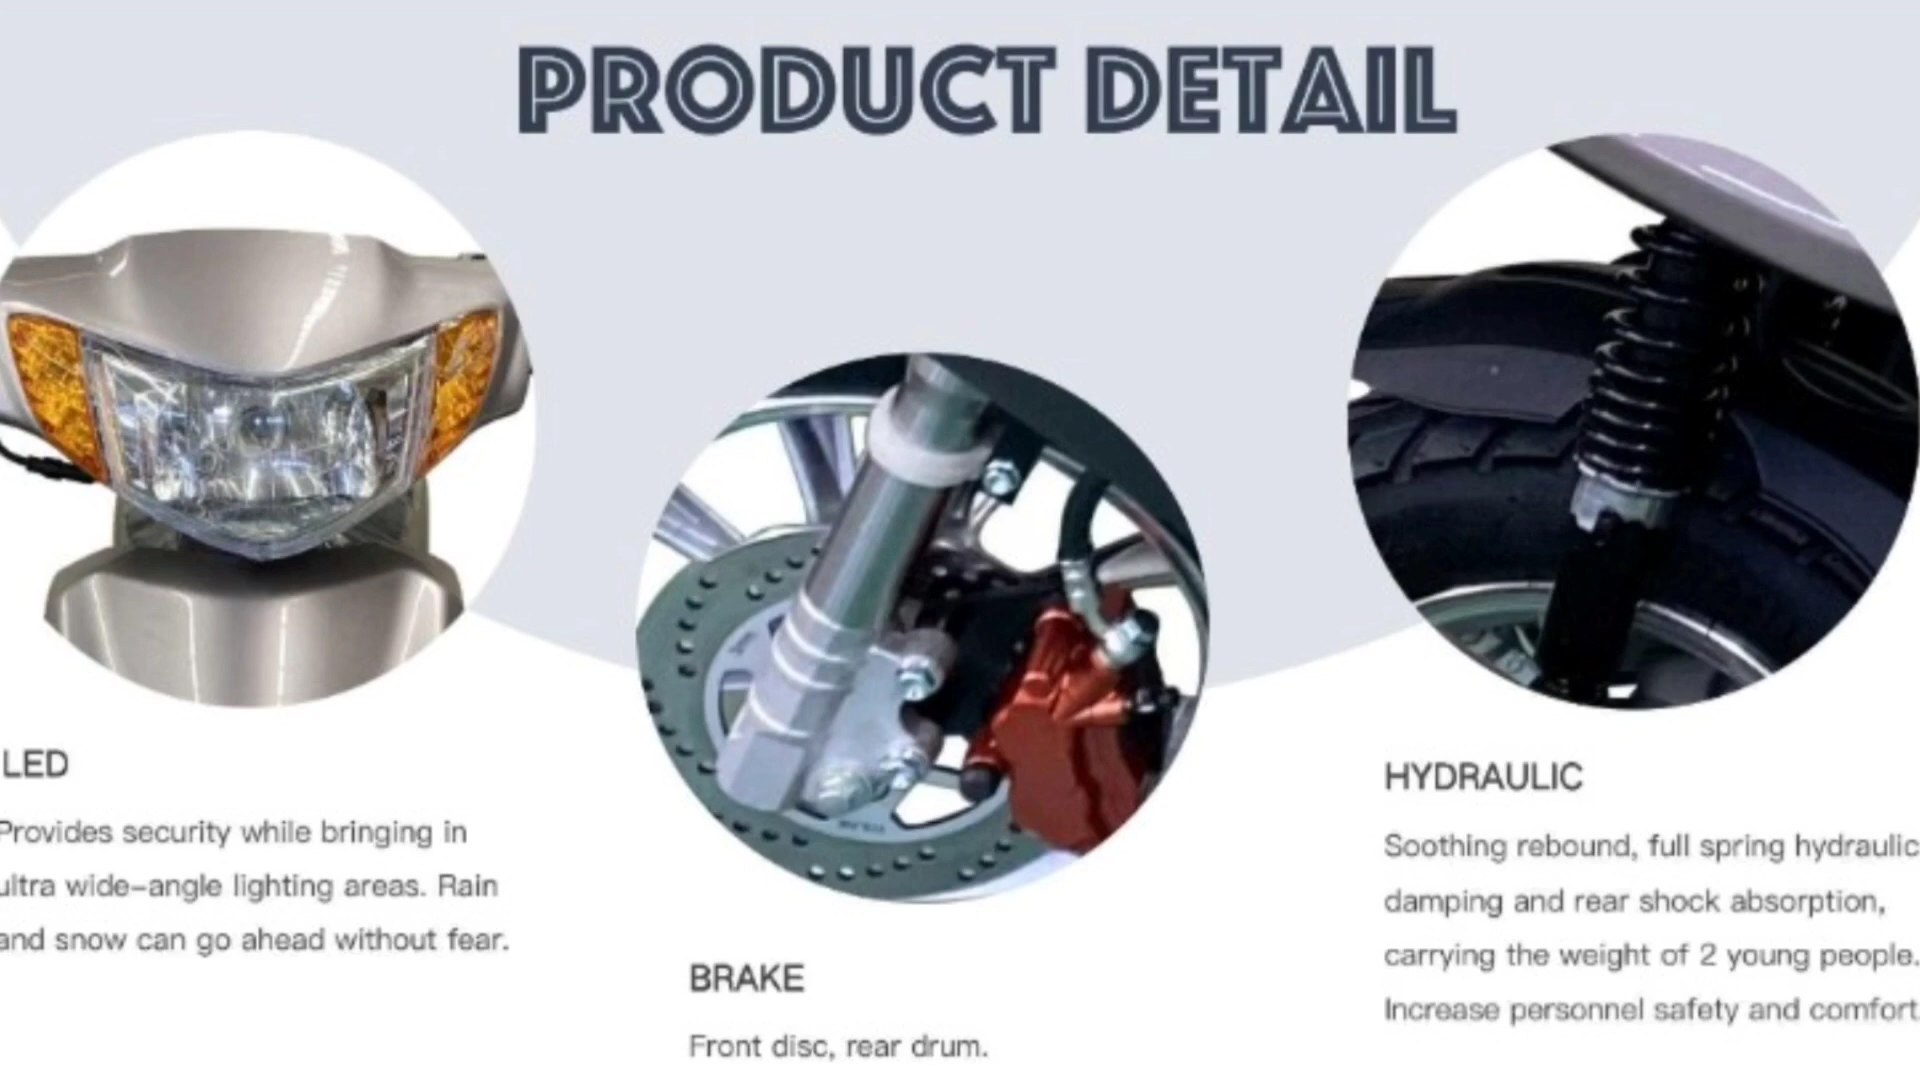 PRODUCT DETAIL
LED
Provides security while bringing in
ultra wide-angle lighting areas. Rain
and snow can go ahead without fear.
BRAKE
Front disc, rear drum.
HYDRAULIC
Soothing rebound, full spring hydraulic
damping and rear shock absorption,
carrying the weight of 2 young people.
Increase personnel safety and comfort.